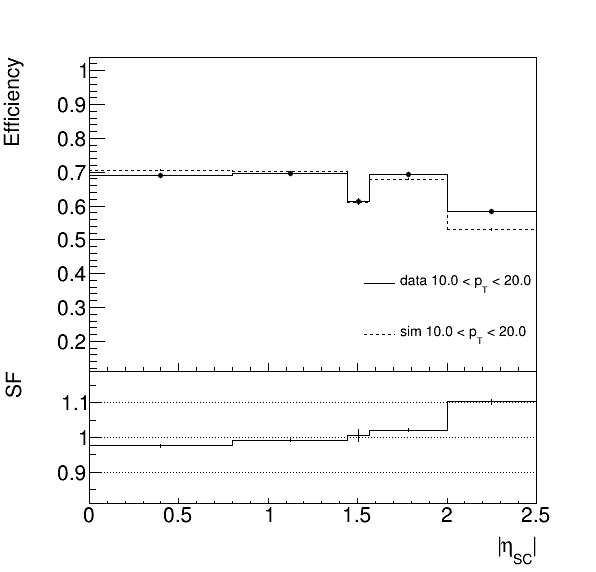 Efficiency
1
0.9
0.8
0.7
0.6
0.5
0.4
0.3
0.2
data 10.0 < p_T < 20.0
sim 10.0 < p_T < 20.0
SF
1.1
1
0.9
0 0.5 1 1.5 2 2.5
|η_SC|